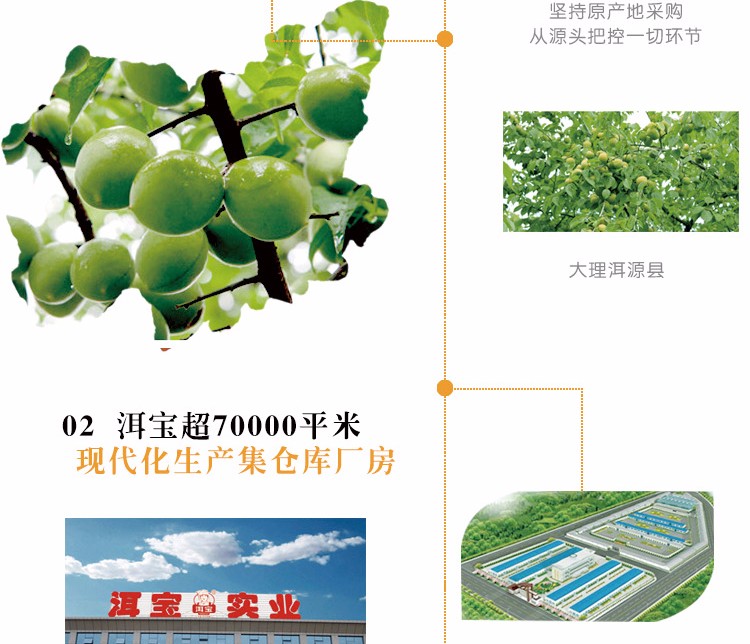 坚持原产地采购
从源头把控一切环节
大理洱源县
02 洱宝超70000平米
现代化生产集仓库厂房
洱宝 洱宝 实业